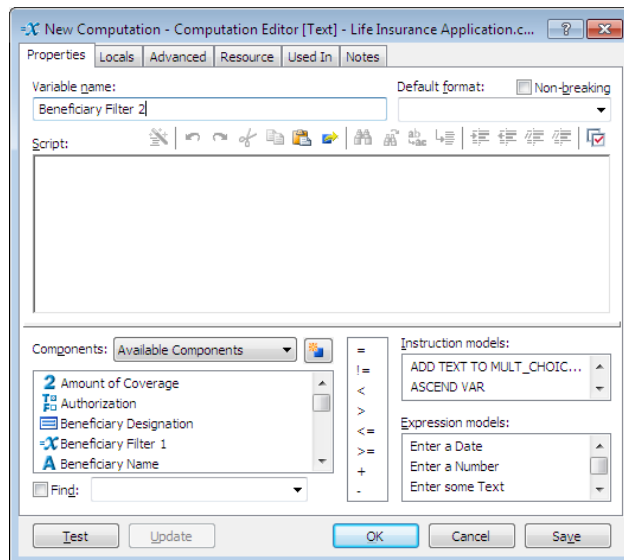 New Computation - Computation Editor [Text] - Life Insurance Application.c...
Properties Locals Advanced Resource Used In Notes
Variable name: Default format: Non-breaking
Beneficiary Filter 2
Script:
Components: Available Components
2 Amount of Coverage
Authorization
Beneficiary Designation
=X Beneficiary Filter 1
A Beneficiary Name
Find:
=
!=
<
>
<=
>=
+
-
Instruction models:
ADD TEXT TO MULT_CHOIC...
ASCEND VAR
Expression models:
Enter a Date
Enter a Number
Enter some Text
Test Update OK Cancel Save